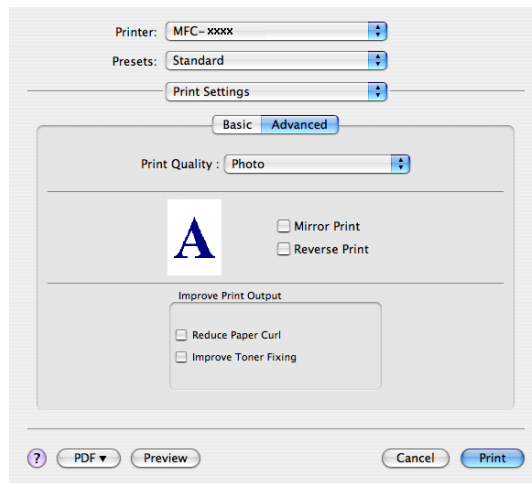 Printer: MFC- xxxx
Presets: Standard
Print Settings
Basic Advanced
Print Quality : Photo
A
Mirror Print
Reverse Print
Improve Print Output
Reduce Paper Curl
Improve Toner Fixing
? PDF ▼ Preview Cancel Print